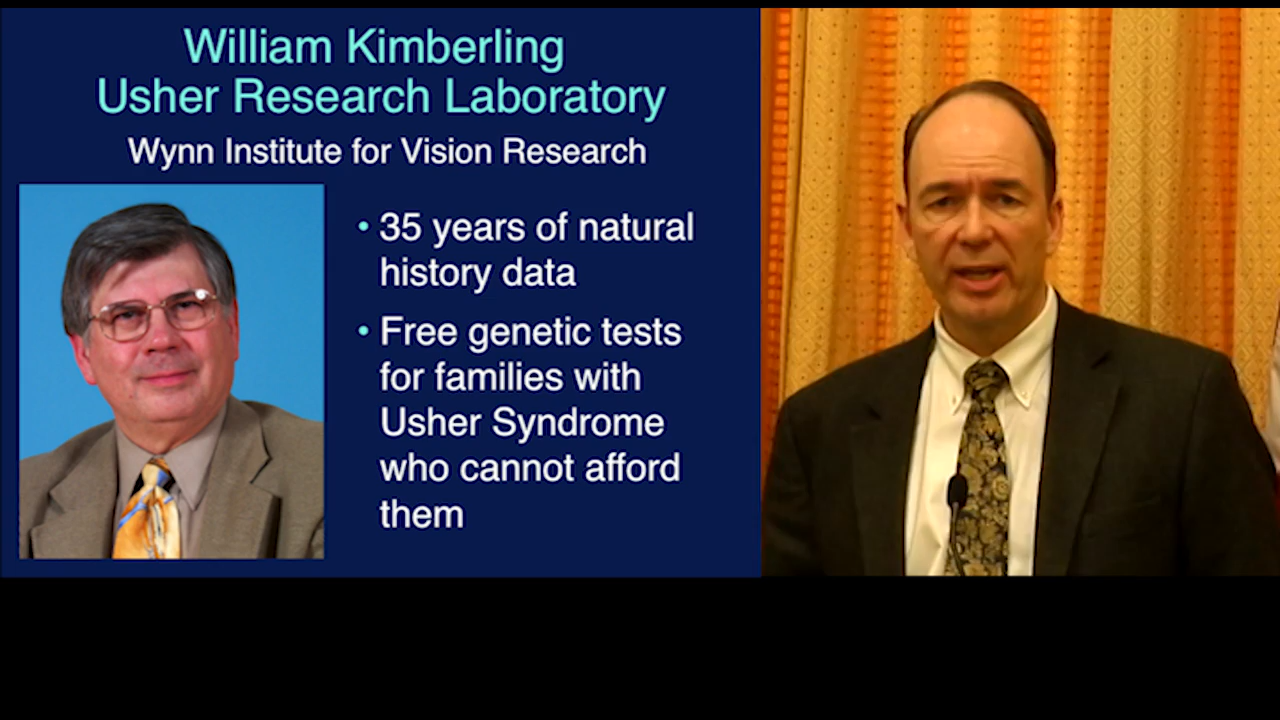 William Kimberling
Usher Research Laboratory
Wynn Institute for Vision Research
• 35 years of natural
history data
• Free genetic tests
for families with
Usher Syndrome
who cannot afford
them